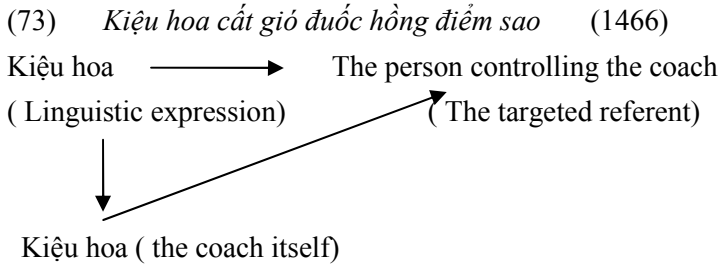 (73) Kiệu hoa cất gió đuốc hồng điểm sao (1466)
Kiệu hoa The person controlling the coach
( Linguistic expression) ( The targeted referent)
Kiệu hoa ( the coach itself)